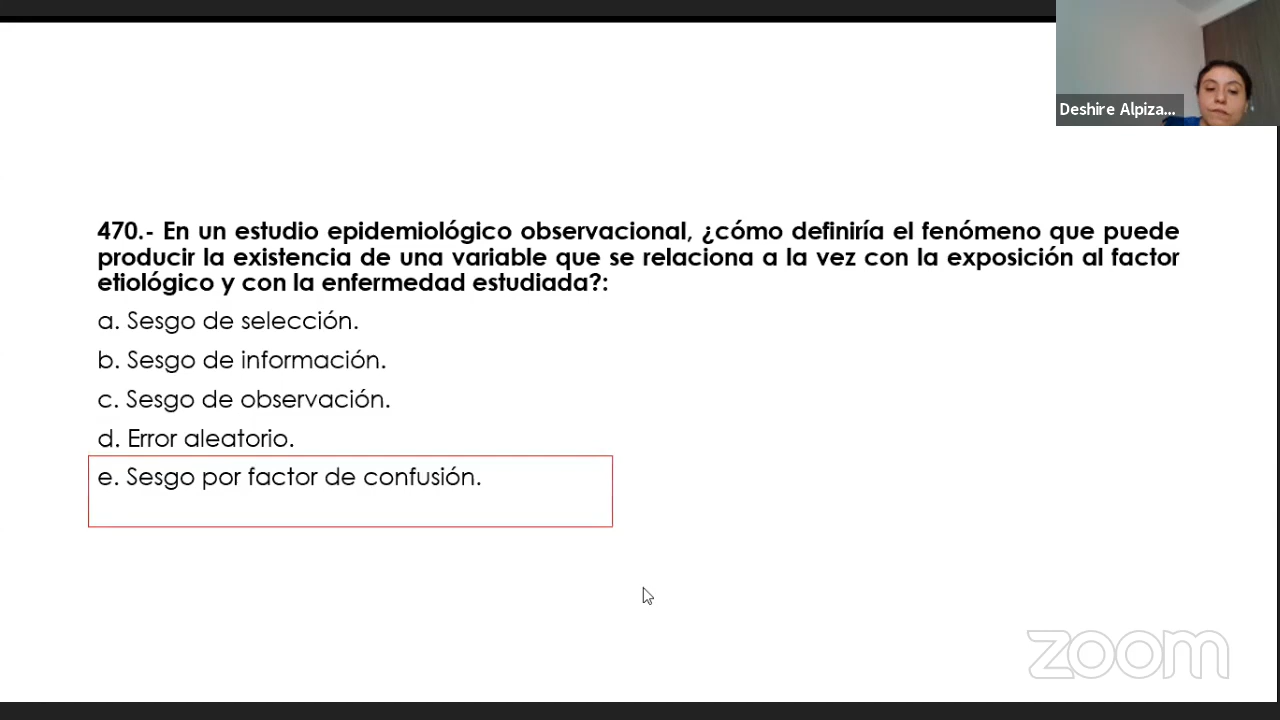 Deshire Alpiza...
470.- En un estudio epidemiológico observacional, ¿cómo definiría el fenómeno que puede
producir la existencia de una variable que se relaciona a la vez con la exposición al factor
etiológico y con la enfermedad estudiada?:
a. Sesgo de selección.
b. Sesgo de información.
c. Sesgo de observación.
d. Error aleatorio.
e. Sesgo por factor de confusión.
zoom